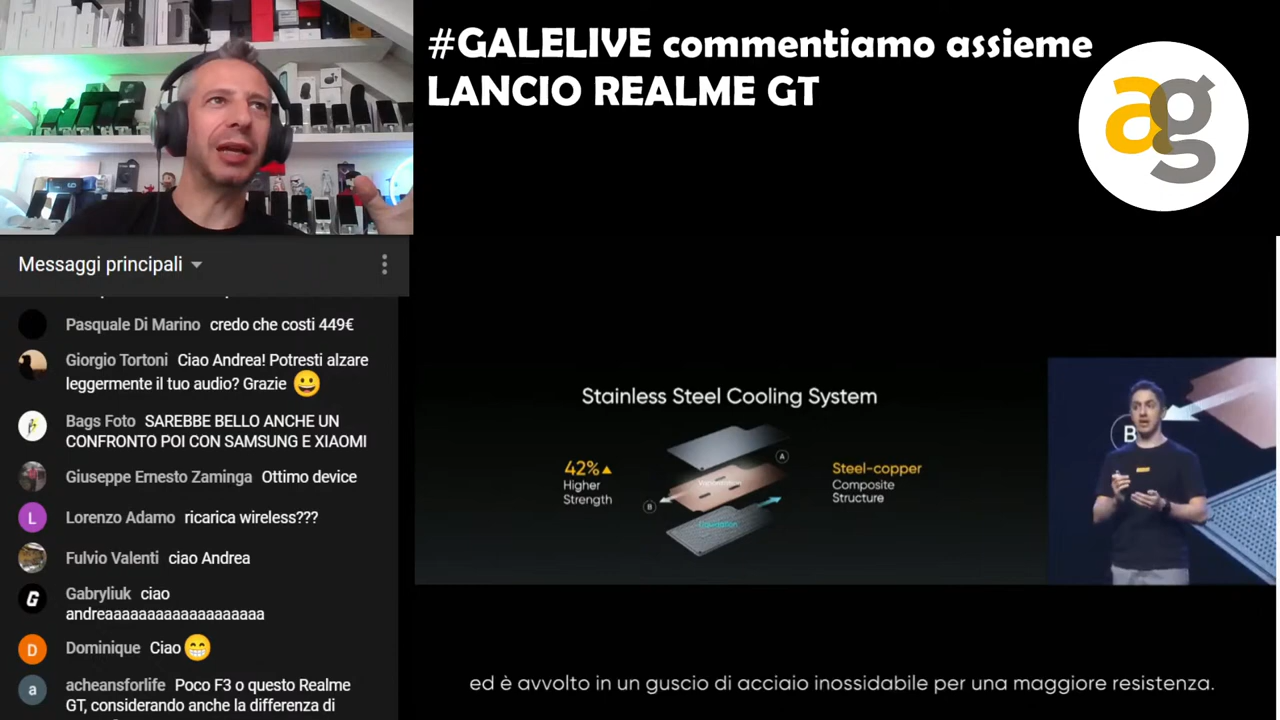 #GALELIVE commentiamo assieme
LANCIO REALME GT
ag
Messaggi principali
Pasquale Di Marino credo che costi 449€
Giorgio Tortoni Ciao Andrea! Potresti alzare
leggermente il tuo audio? Grazie 😀
Bags Foto SAREBBE BELLO ANCHE UN
CONFRONTO POI CON SAMSUNG E XIAOMI
Giuseppe Ernesto Zaminga Ottimo device
L
Lorenzo Adamo ricarica wireless???
Fulvio Valenti ciao Andrea
G
Gabryliuk ciao
andreaaaaaaaaaaaaaaaaaaa
D
Dominique Ciao 😁
a
acheansforlife Poco F3 o questo Realme
GT, considerando anche la differenza di
Stainless Steel Cooling System
42%▲
Higher
Strength
A
B
Steel-copper
Composite
Structure
B
ed è avvolto in un guscio di acciaio inossidabile per una maggiore resistenza.